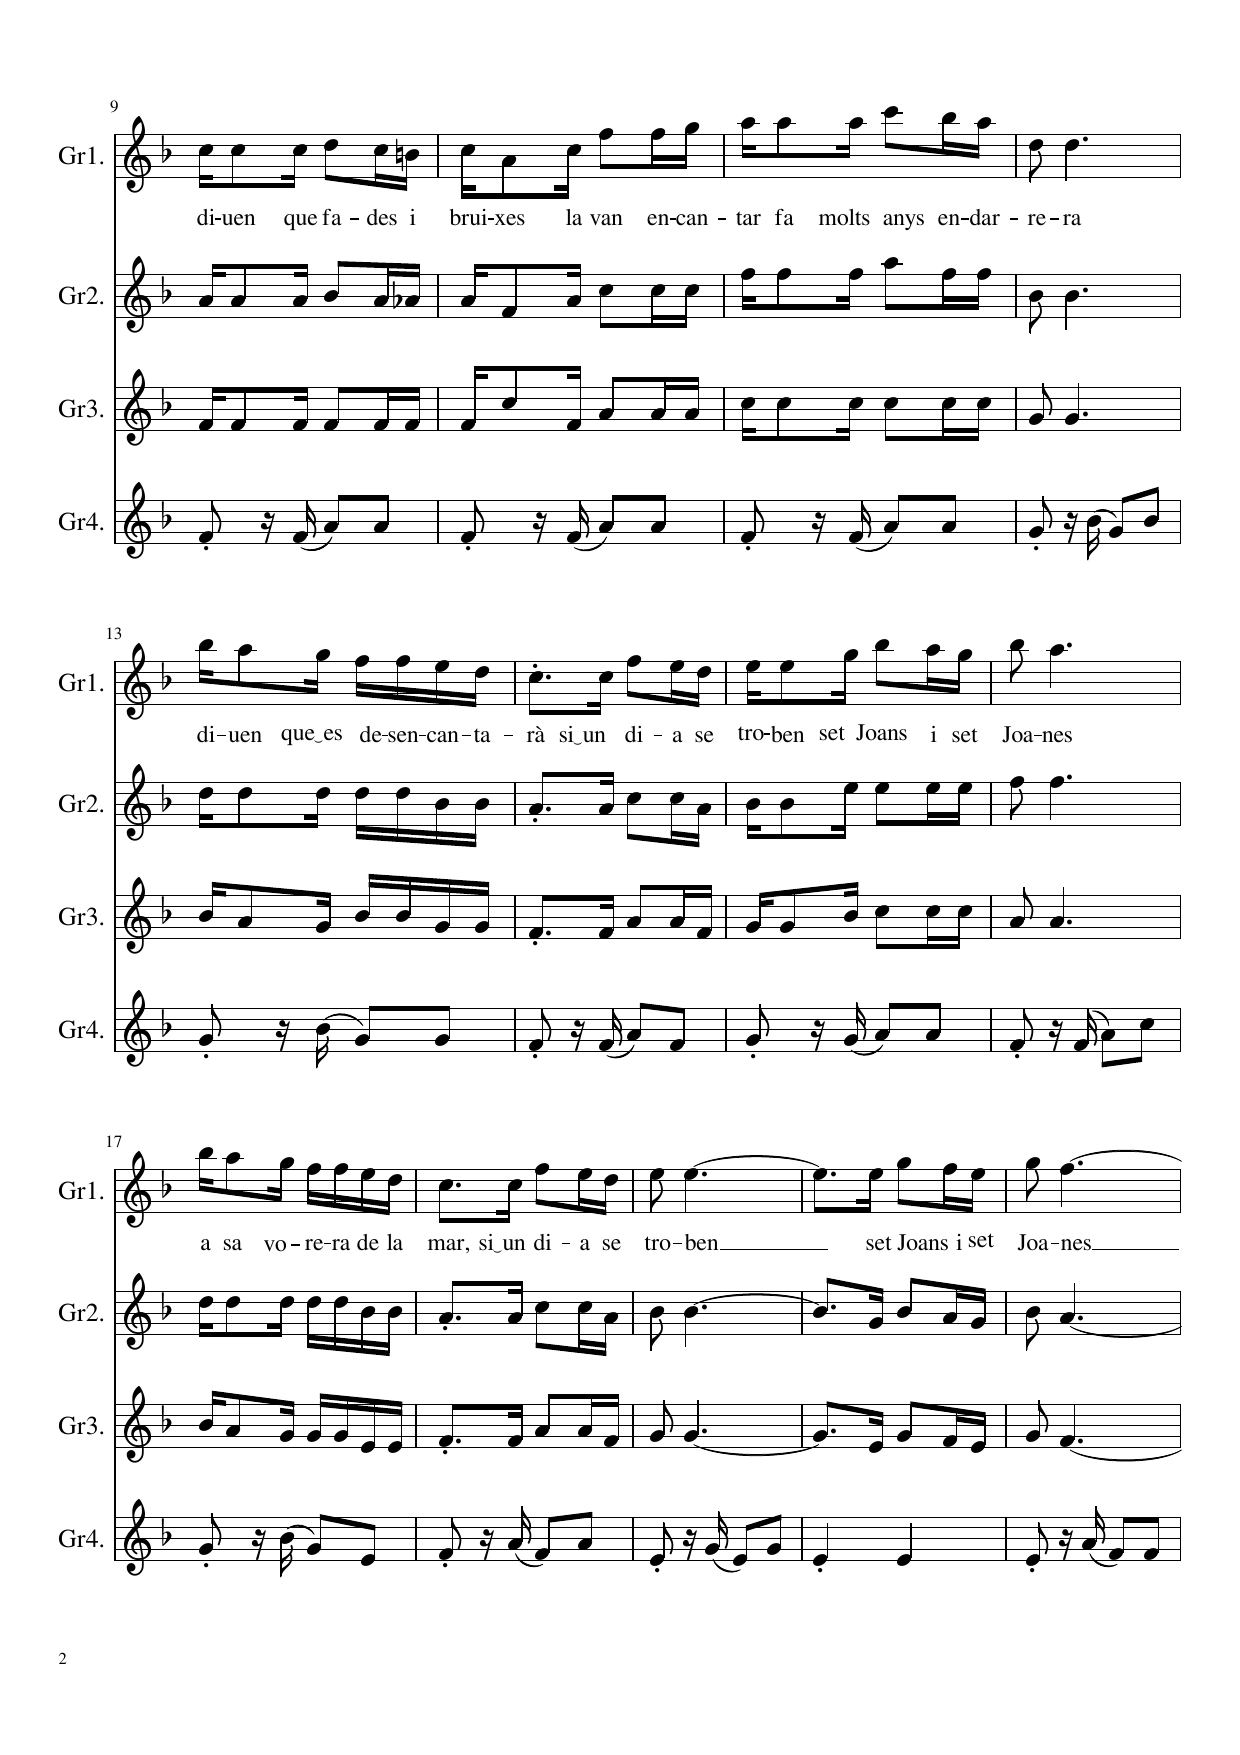 9
Gr1.
di-uen que fa - des i brui-xes la van en-can - tar fa molts anys en-dar - re-ra
Gr2.
Gr3.
Gr4.
13
Gr1.
di-uen que‿es de-sen-can-ta - rà si‿un di - a se tro-ben set Joans i set Joa-nes
Gr2.
Gr3.
Gr4.
17
Gr1.
a sa vo-re-ra de la mar, si‿un di - a se tro-ben set Joans i set Joa-nes
Gr2.
Gr3.
Gr4.
2